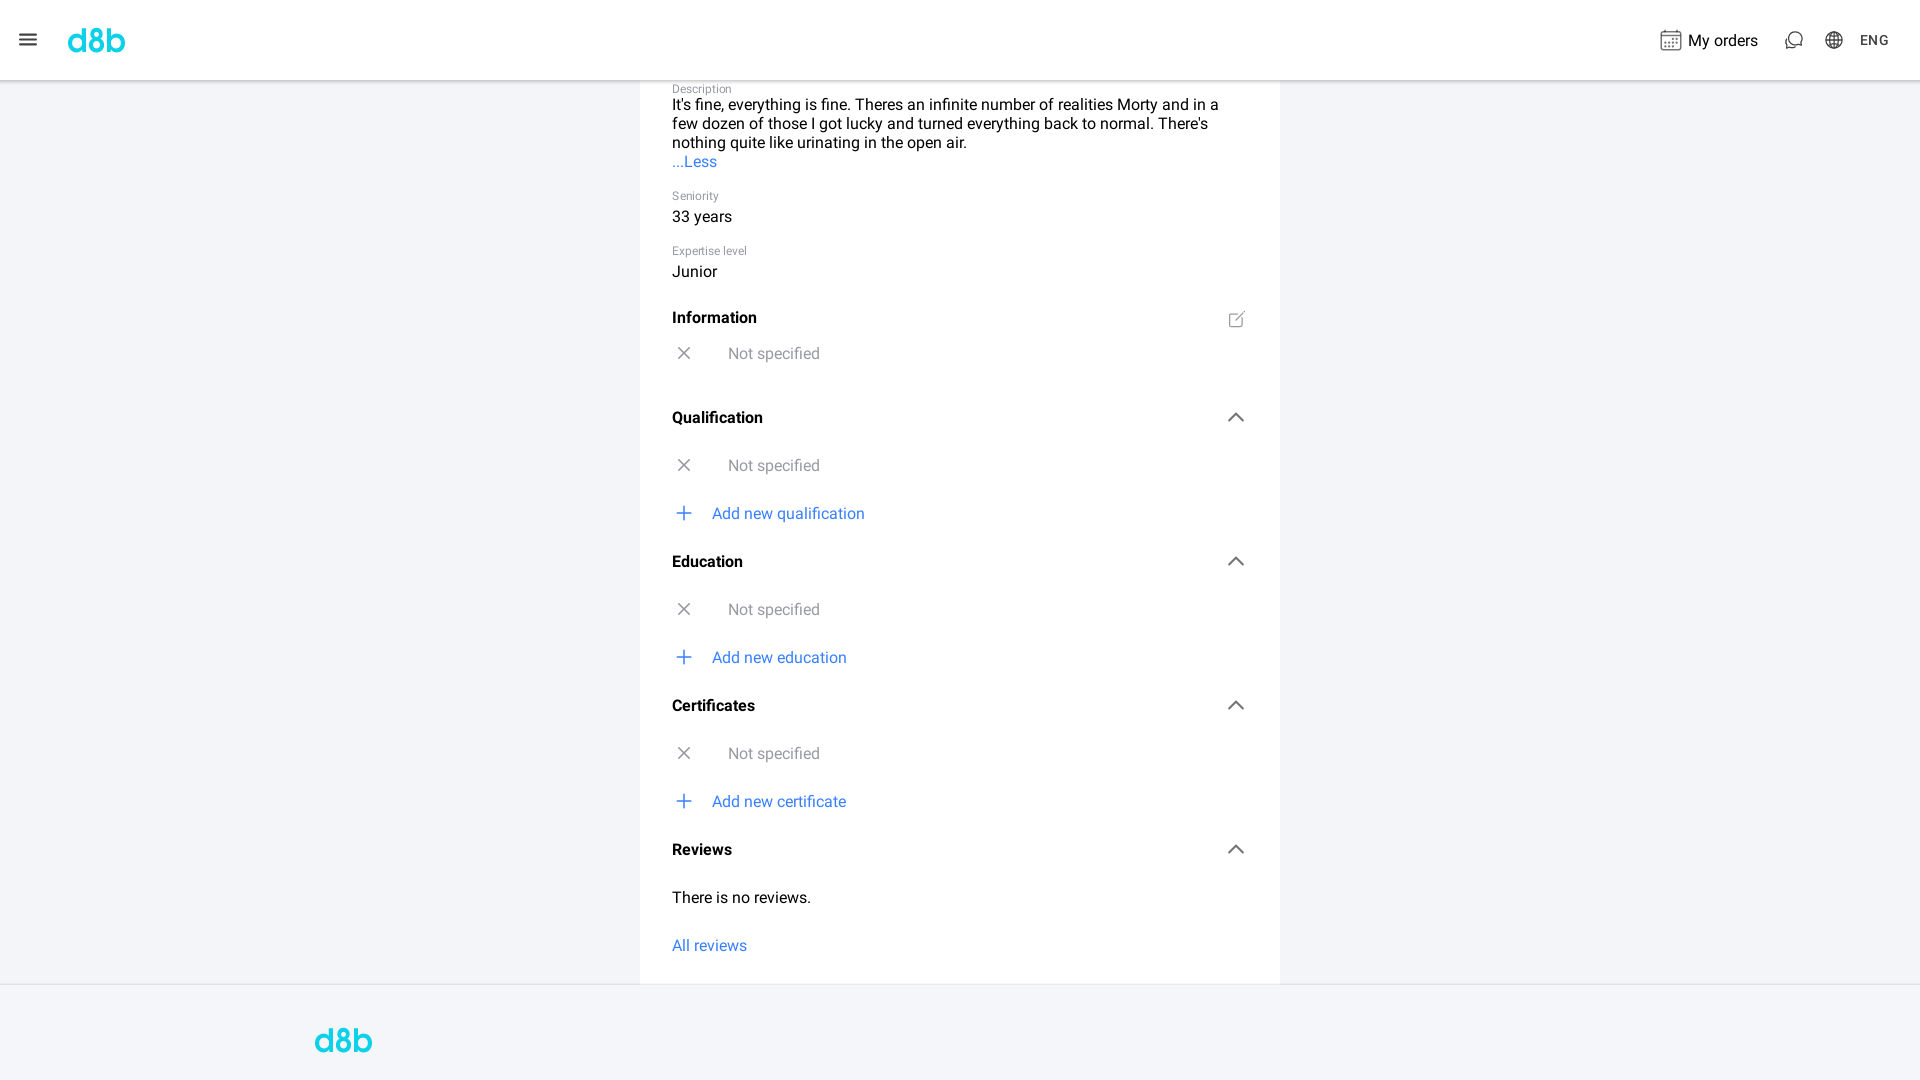 d8b
My orders
ENG
Description
It's fine, everything is fine. Theres an infinite number of realities Morty and in a
few dozen of those I got lucky and turned everything back to normal. There's
nothing quite like urinating in the open air.
...Less
Seniority
33 years
Expertise level
Junior
Information
Not specified
Qualification
Not specified
Add new qualification
Education
Not specified
Add new education
Certificates
Not specified
Add new certificate
Reviews
There is no reviews.
All reviews
d8b